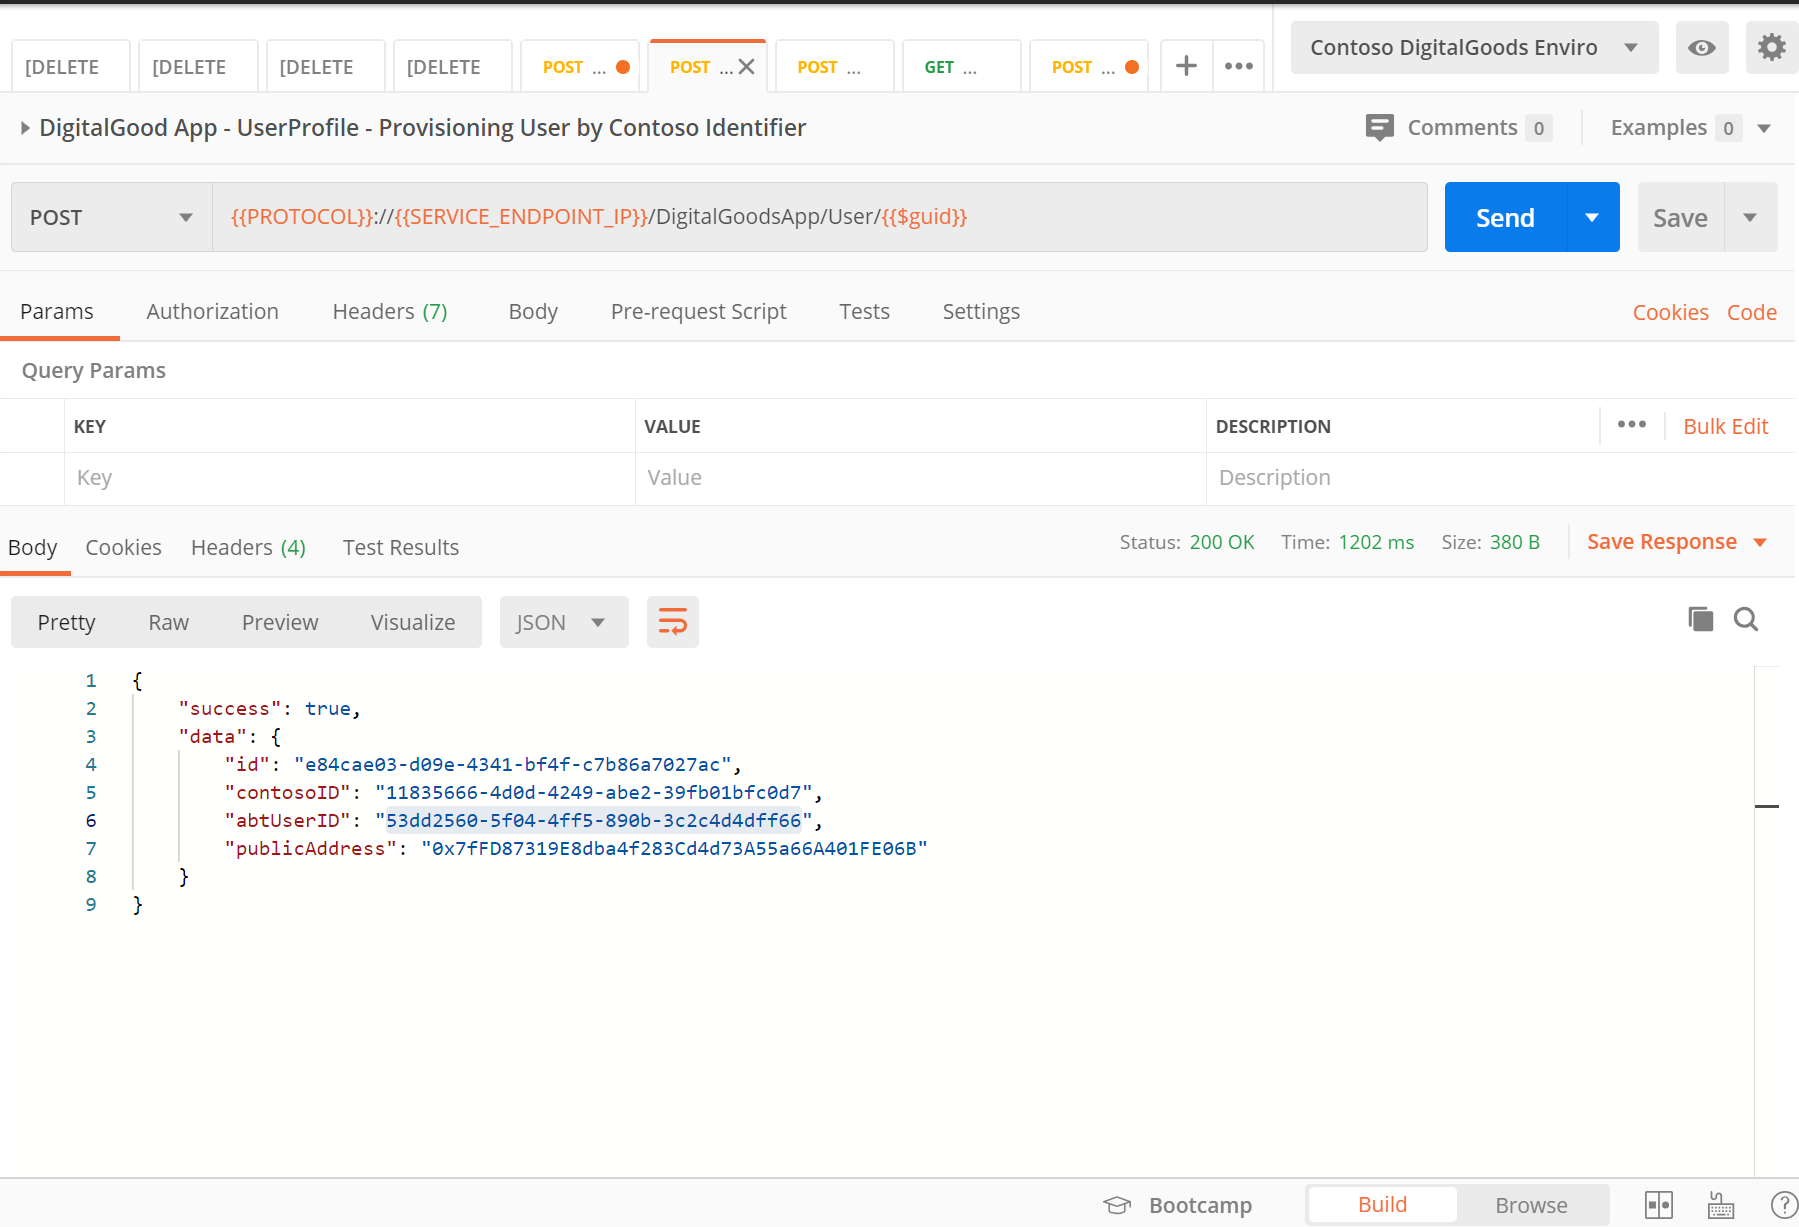 [DELETE [DELETE [DELETE [DELETE POST ... POST ... POST ... GET ... POST ... Contoso DigitalGoods Enviro
DigitalGood App - UserProfile - Provisioning User by Contoso Identifier Comments 0 Examples 0
POST {{PROTOCOL}}://{{SERVICE_ENDPOINT_IP}}/DigitalGoodsApp/User/{{$guid}} Send Save
Params Authorization Headers (7) Body Pre-request Script Tests Settings Cookies Code
Query Params
KEY VALUE DESCRIPTION ••• Bulk Edit
Key Value Description
Body Cookies Headers (4) Test Results Status: 200 OK Time: 1202 ms Size: 380 B Save Response
Pretty Raw Preview Visualize JSON
1 {
2 "success": true,
3 "data": {
4 "id": "e84cae03-d09e-4341-bf4f-c7b86a7027ac",
5 "contosoID": "11835666-4d0d-4249-abe2-39fb01bfc0d7",
6 "abtUserID": "53dd2560-5f04-4ff5-890b-3c2c4d4dff66",
7 "publicAddress": "0x7fFD87319E8dba4f283Cd4d73A55a66A401FE06B"
8 }
9 }
Bootcamp Build Browse ?